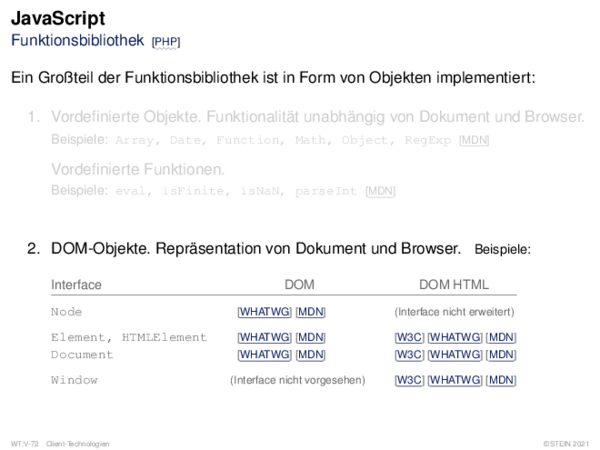 JavaScript
Funktionsbibliothek [PHP]
Ein Großteil der Funktionsbibliothek ist in Form von Objekten implementiert:
1. Vordefinierte Objekte. Funktionalität unabhängig von Dokument und Browser.
Beispiele: Array, Date, Function, Math, Object, RegExp [MDN]
Vordefinierte Funktionen.
Beispiele: eval, isFinite, isNaN, parseInt [MDN]
2. DOM-Objekte. Repräsentation von Dokument und Browser. Beispiele:
Interface DOM DOM HTML
Node [WHATWG] [MDN] (Interface nicht erweitert)
Element, HTMLElement [WHATWG] [MDN] [W3C] [WHATWG] [MDN]
Document [WHATWG] [MDN] [W3C] [WHATWG] [MDN]
Window (Interface nicht vorgesehen) [W3C] [WHATWG] [MDN]
WT:V-72 Client-Technologien ©STEIN 2021